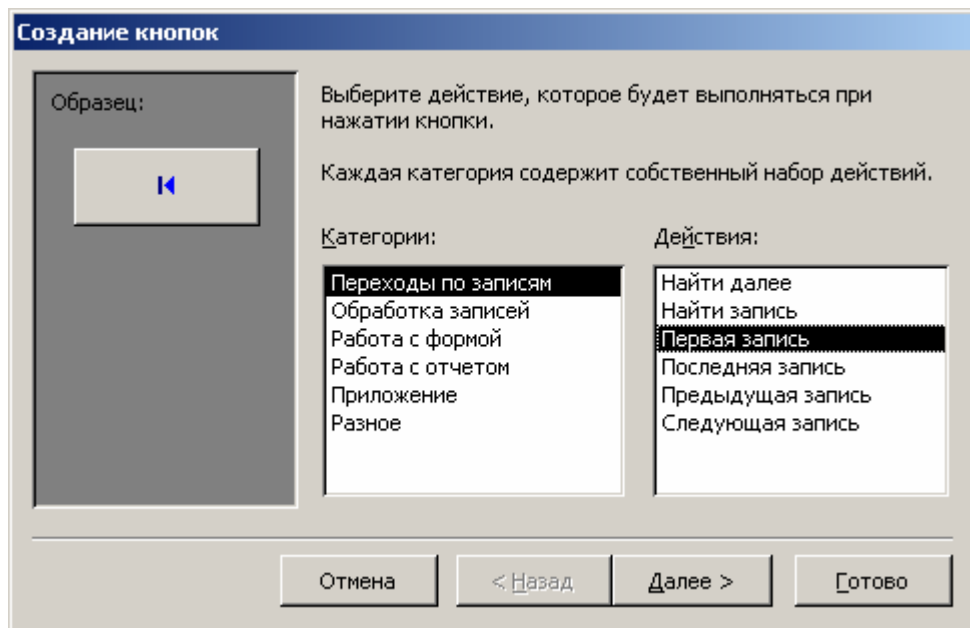 Создание кнопок
Образец:
Выберите действие, которое будет выполняться при
нажатии кнопки.
Каждая категория содержит собственный набор действий.
Категории:
Переходы по записям
Обработка записей
Работа с формой
Работа с отчетом
Приложение
Разное
Действия:
Найти далее
Найти запись
Первая запись
Последняя запись
Предыдущая запись
Следующая запись
Отмена
< Назад
Далее >
Готово